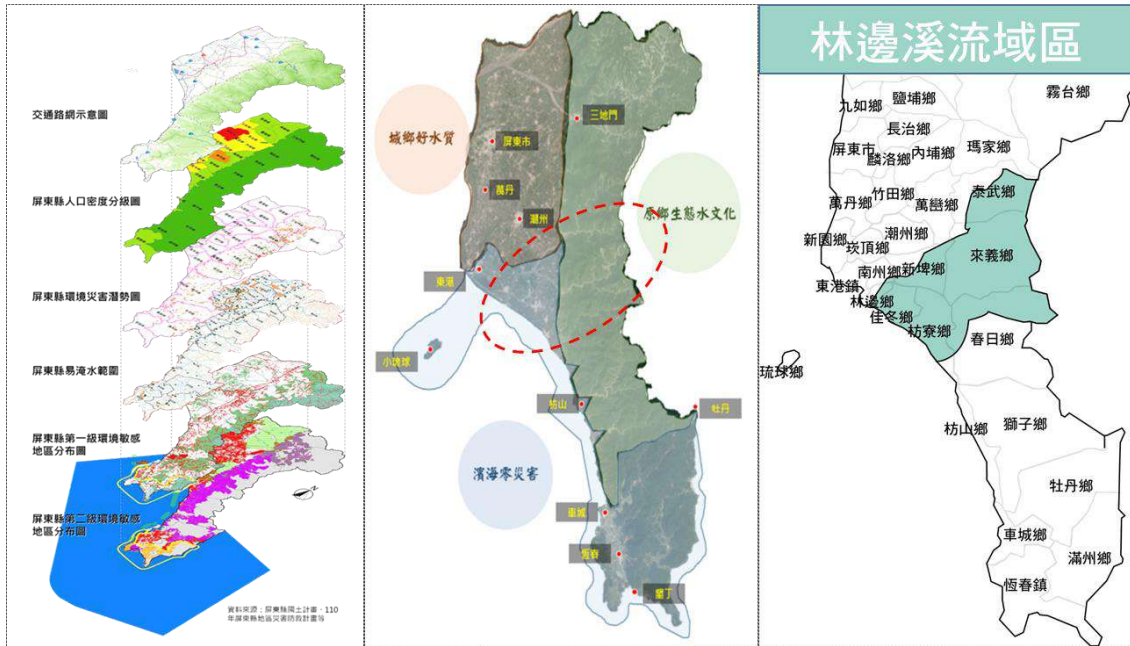 交通路網示意圖
屏東縣人口密度分級圖
屏東縣環境災害潛勢圖
屏東縣易淹水範圍
屏東縣第一級環境敏感
地區分布圖
屏東縣第二級環境敏感
地區分布圖
資料來源：屏東縣國土計畫、110
年屏東縣地區災害防救計畫等
城鄉好水質
三地門
屏東市
萬丹
潮州
原鄉生態水文化
東港
小琉球
枋山
牡丹
濱海零災害
車城
恆春
墾丁
林邊溪流域區
霧台鄉
九如鄉
鹽埔鄉
長治鄉
屏東市
麟洛鄉
內埔鄉
瑪家鄉
泰武鄉
竹田鄉
萬丹鄉
萬巒鄉
新園鄉
崁頂鄉
潮州鄉
來義鄉
南州鄉
新埤鄉
東港鎮
林邊鄉
佳冬鄉
枋寮鄉
春日鄉
琉球鄉
枋山鄉
獅子鄉
牡丹鄉
車城鄉
滿州鄉
恆春鎮